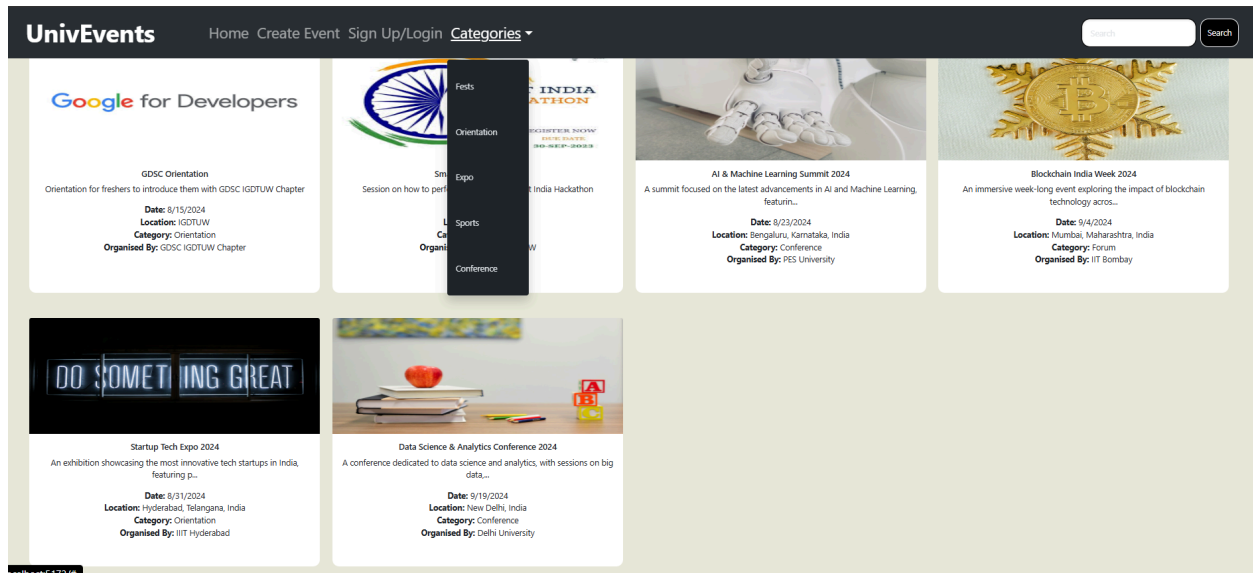 UnivEvents
Home Create Event Sign Up/Login Categories
Search
Search
Fests
Orientation
Expo
Sports
Conference
Google for Developers
GDSC Orientation
Orientation for freshers to introduce them with GDSC IGDTUW Chapter
Date: 8/15/2024
Location: IGDTUW
Category: Orientation
Organised By: GDSC IGDTUW Chapter
INDIA
REGISTER NOW
DUE DATE
30-SEP-2023
Session on how to
India Hackathon
AI & Machine Learning Summit 2024
A summit focused on the latest advancements in AI and Machine Learning,
featurin...
Date: 8/23/2024
Location: Bengaluru, Karnataka, India
Category: Conference
Organised By: PES University
Blockchain India Week 2024
An immersive week-long event exploring the impact of blockchain
technology acros...
Date: 9/4/2024
Location: Mumbai, Maharashtra, India
Category: Forum
Organised By: IIT Bombay
DO SOMETHING GREAT
Startup Tech Expo 2024
An exhibition showcasing the most innovative tech startups in India,
featuring p...
Date: 8/31/2024
Location: Hyderabad, Telangana, India
Category: Orientation
Organised By: IIIT Hyderabad
A
B
C
Data Science & Analytics Conference 2024
A conference dedicated to data science and analytics, with sessions on big
data,...
Date: 9/19/2024
Location: New Delhi, India
Category: Conference
Organised By: Delhi University